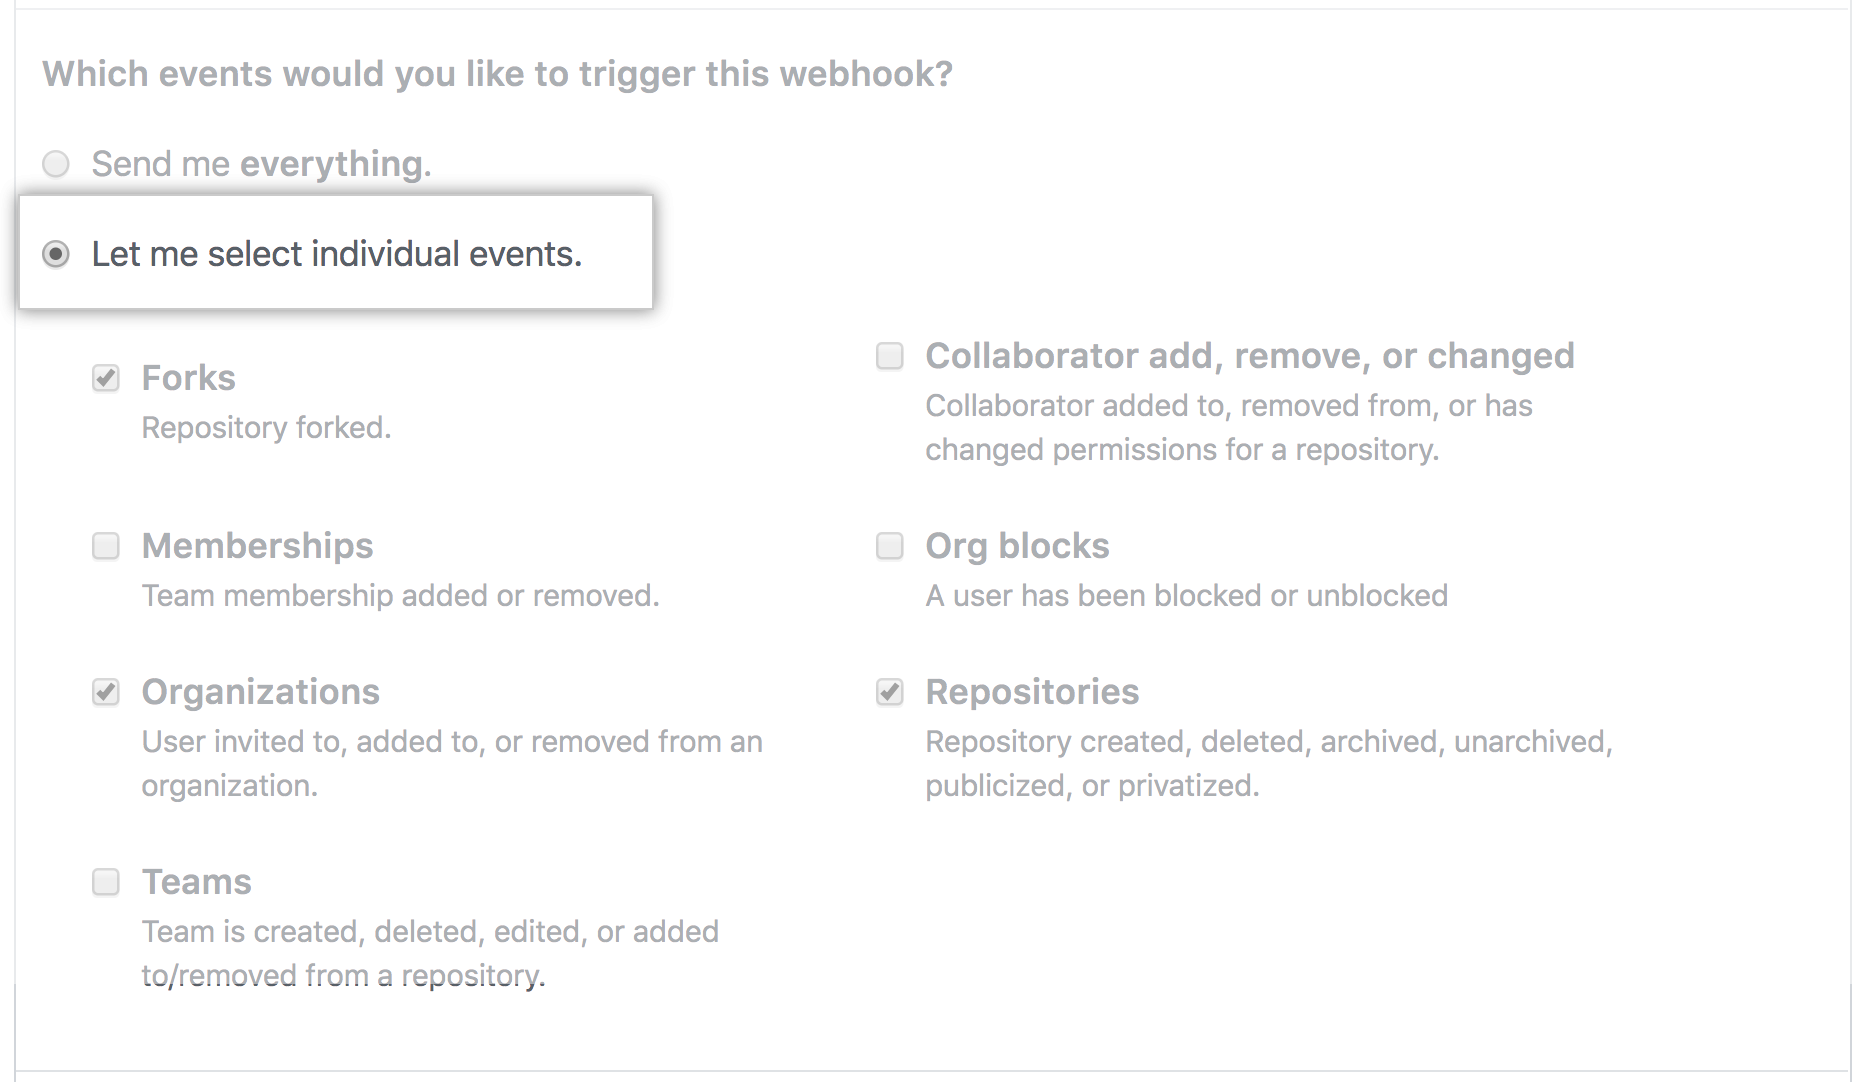 Which events would you like to trigger this webhook?
Send me everything.
Let me select individual events.
Forks
Repository forked.
Collaborator add, remove, or changed
Collaborator added to, removed from, or has
changed permissions for a repository.
Memberships
Team membership added or removed.
Org blocks
A user has been blocked or unblocked
Organizations
User invited to, added to, or removed from an
organization.
Repositories
Repository created, deleted, archived, unarchived,
publicized, or privatized.
Teams
Team is created, deleted, edited, or added
to/removed from a repository.